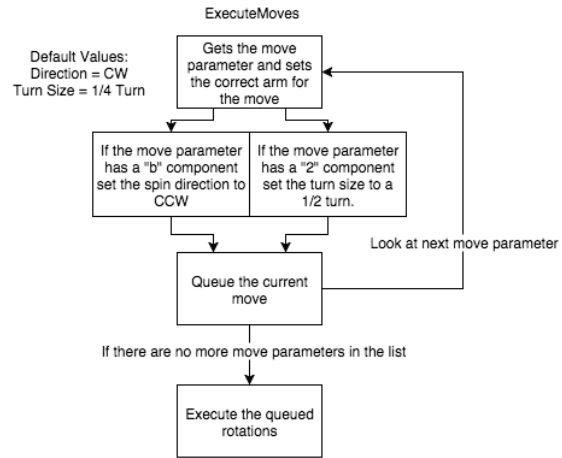 ExecuteMoves
Default Values:
Direction = CW
Turn Size = 1/4 Turn
Gets the move
parameter and sets
the correct arm for
the move
If the move parameter
has a "b" component
set the spin direction to
CCW
If the move parameter
has a "2" component
set the turn size to a
1/2 turn.
Look at next move parameter
Queue the current
move
If there are no more move parameters in the list
Execute the queued
rotations